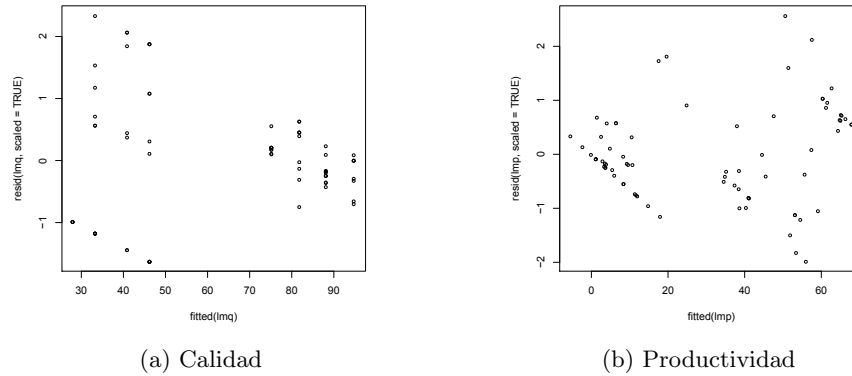 resid(lmq, scaled = TRUE)
2
1
0
−1
30 40 50 60 70 80 90
fitted(lmq)
(a) Calidad
resid(lmp, scaled = TRUE)
2
1
0
−1
−2
0 20 40 60
fitted(lmp)
(b) Productividad